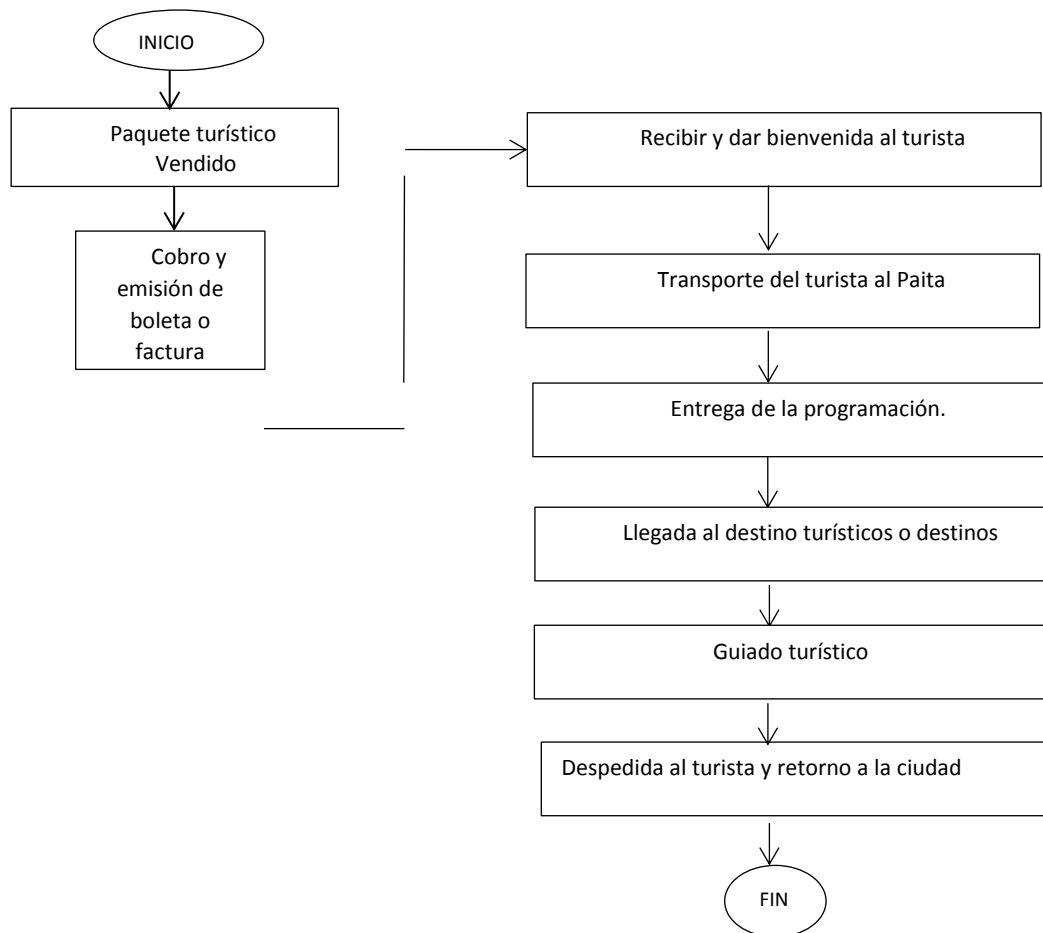 INICIO
Paquete turístico
Vendido
Cobro y
emisión de
boleta o
factura
Recibir y dar bienvenida al turista
Transporte del turista al Paita
Entrega de la programación.
Llegada al destino turísticos o destinos
Guiado turístico
Despedida al turista y retorno a la ciudad
FIN